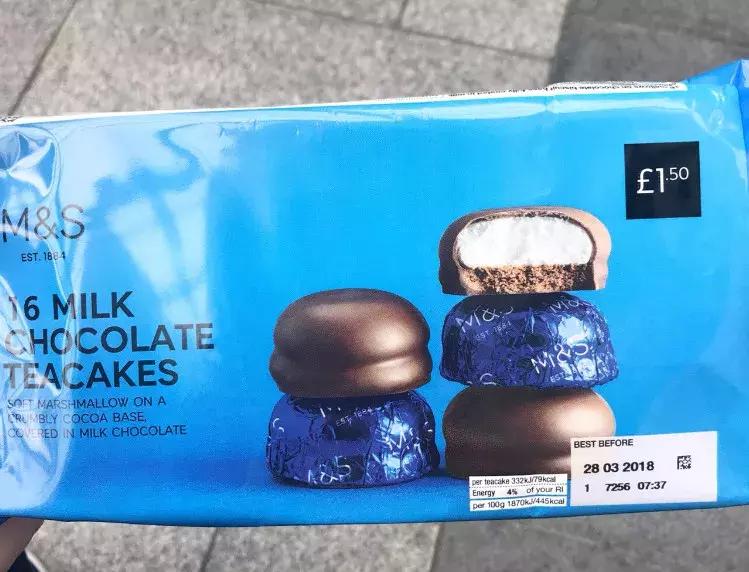 £1.50
M&S
EST. 1884
16 MILK
CHOCOLATE
TEACAKES
SOFT MARSHMALLOW ON A
CRUMBLY COCOA BASE,
COVERED IN MILK CHOCOLATE
M&S
EST. 1884
M&S
M&S
per teacake 332kJ/79kcal
Energy 4% of your RI
per 100g 1870kJ/445kcal
BEST BEFORE
28 03 2018
1 7256 07:37